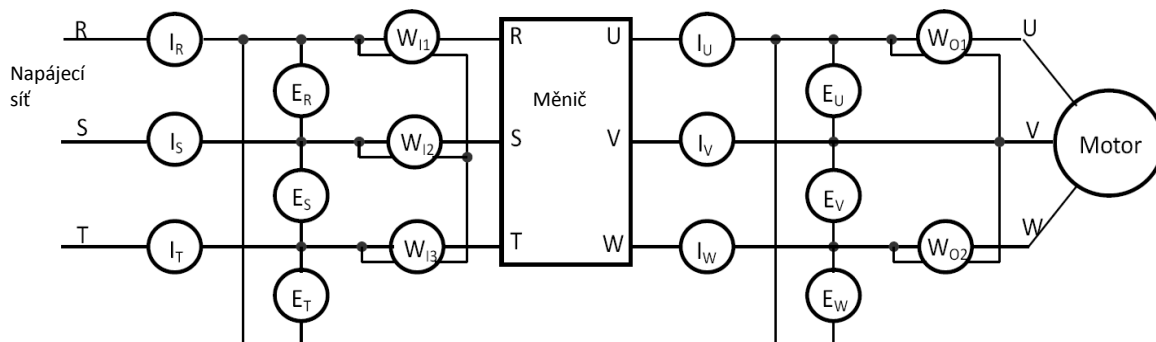 R I_R W_I1 R U I_U W_O1 U
Napájecí
síť
E_R Měnič E_U
S I_S W_I2 S V I_V V Motor
E_S E_V
T I_T W_I3 T W I_W W_O2 W
E_T E_W